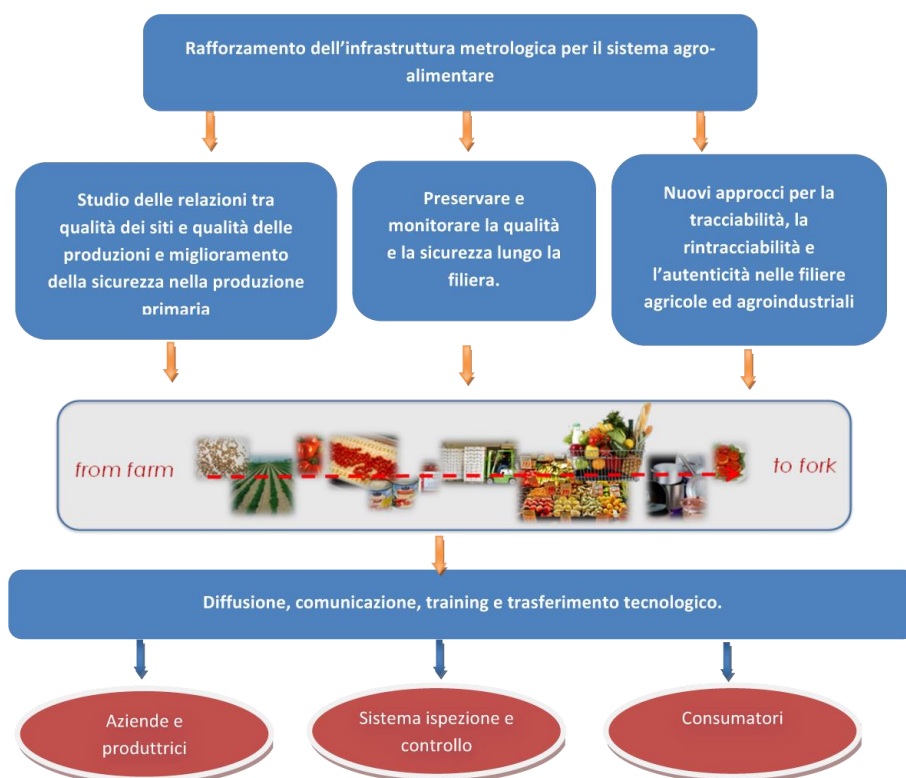 Rafforzamento dell'infrastruttura metrologica per il sistema agro-
alimentare
Studio delle relazioni tra
qualità dei siti e qualità delle
produzioni e miglioramento
della sicurezza nella produzione
primaria
Preservare e
monitorare la qualità
e la sicurezza lungo la
filiera.
Nuovi approcci per la
tracciabilità, la
rintracciabilità e
l'autenticità nelle filiere
agricole ed agroindustriali
from farm
to fork
Diffusione, comunicazione, training e trasferimento tecnologico.
Aziende e
produttrici
Sistema ispezione e
controllo
Consumatori